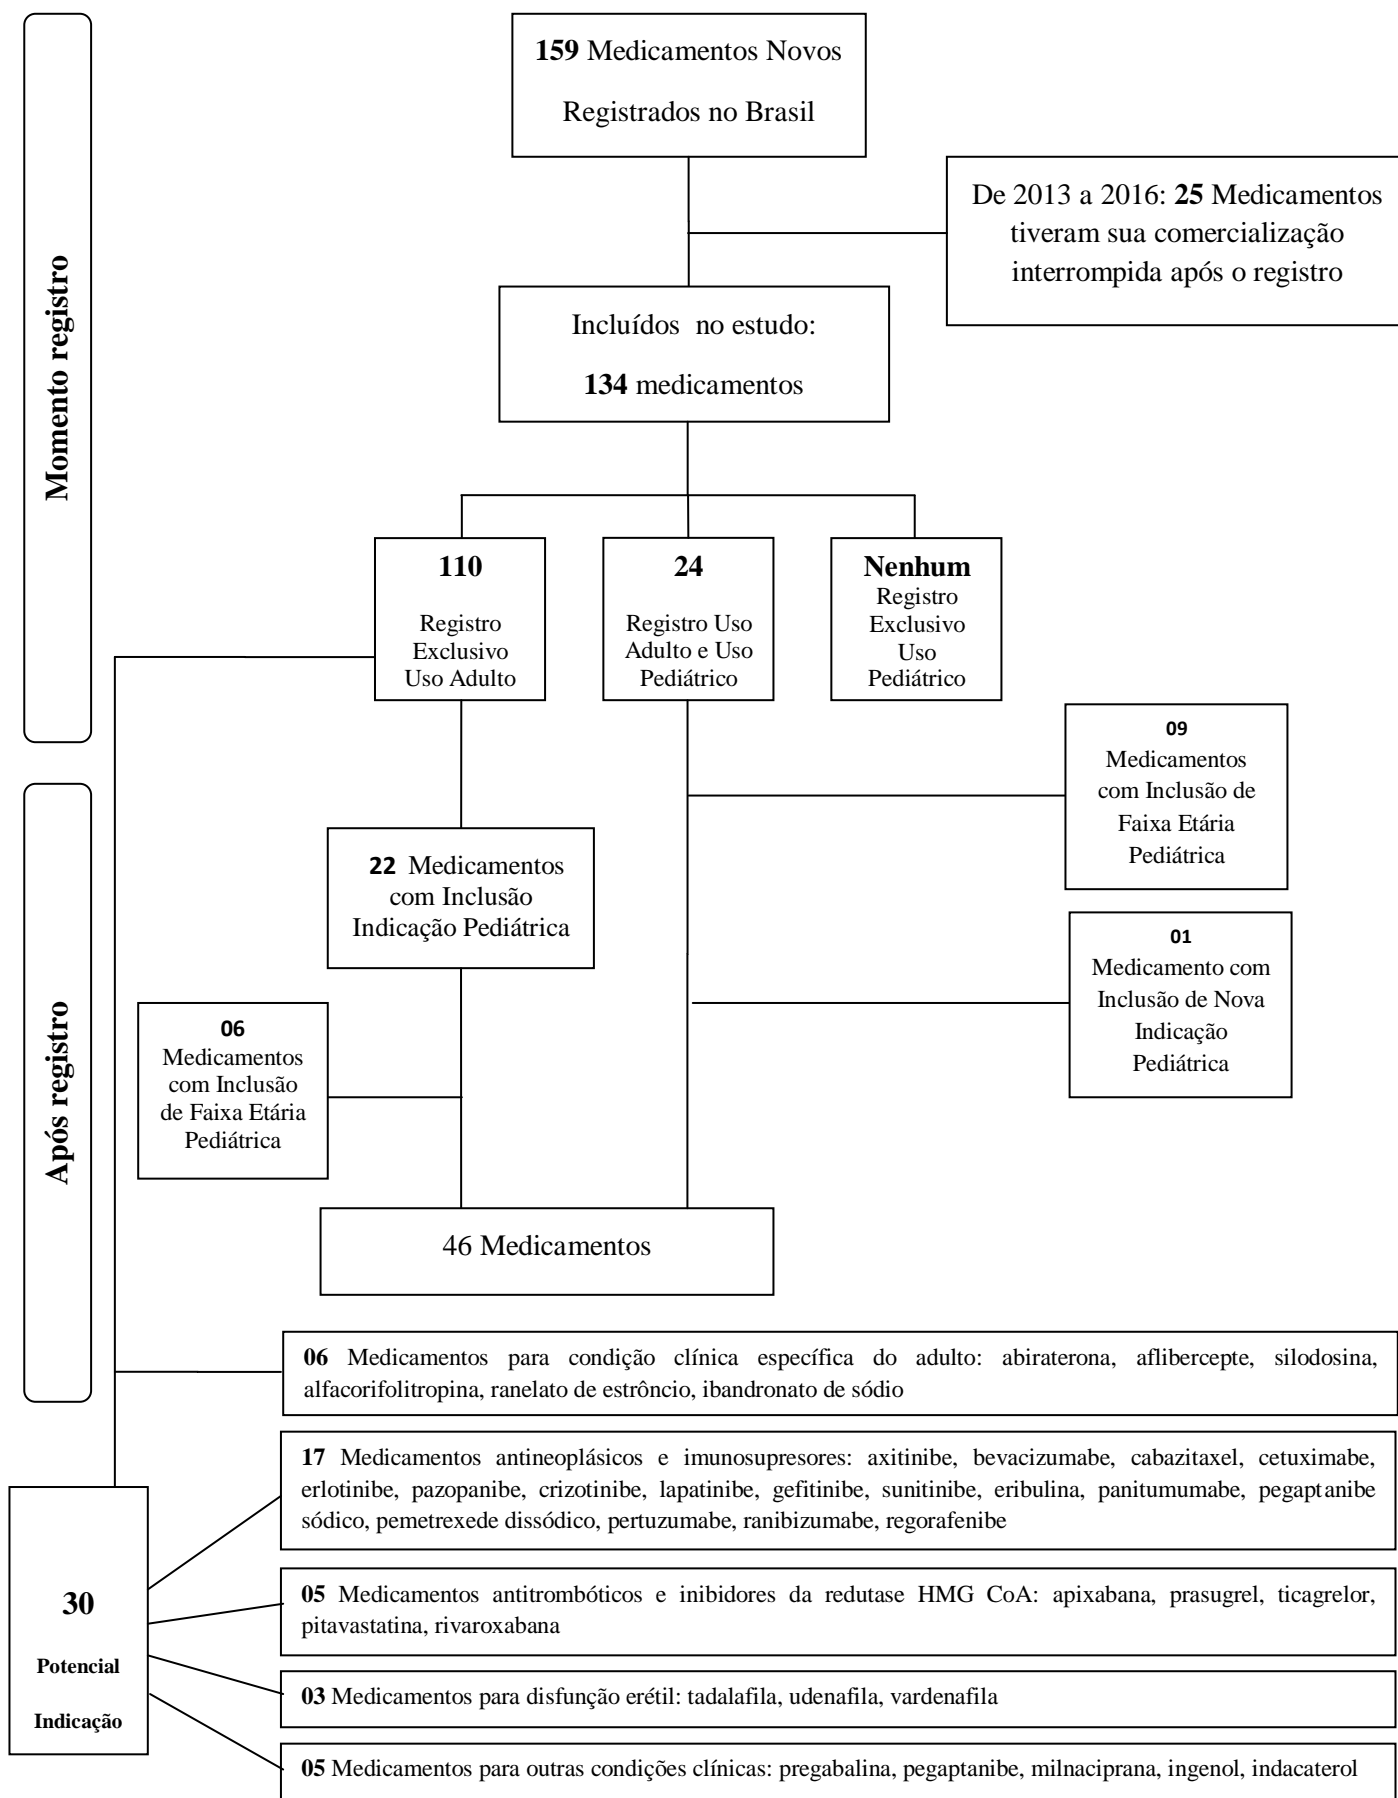 159 Medicamentos Novos
Registrados no Brasil
De 2013 a 2016: 25 Medicamentos
tiveram sua comercialização
interrompida após o registro
Momento registro
Incluídos no estudo:
134 medicamentos
110
Registro
Exclusivo
Uso Adulto
24
Registro Uso
Adulto e Uso
Pediátrico
Nenhum
Registro
Exclusivo
Uso
Pediátrico
09
Medicamentos
com Inclusão de
Faixa Etária
Pediátrica
22 Medicamentos
com Inclusão
Indicação Pediátrica
01
Medicamento com
Inclusão de Nova
Indicação
Pediátrica
Após registro
06
Medicamentos
com Inclusão
de Faixa Etária
Pediátrica
46 Medicamentos
06 Medicamentos para condição clínica específica do adulto: abiraterona, aflibercepte, silodosina,
alfacorifolitropina, ranelato de estrôncio, ibandronato de sódio
17 Medicamentos antineoplásicos e imunosupresores: axitinibe, bevacizumabe, cabazitaxel, cetuximabe,
erlotinibe, pazopanibe, crizotinibe, lapatinibe, gefitinibe, sunitinibe, eribulina, panitumumabe, pegaptanibe
sódico, pemetrexede dissódico, pertuzumabe, ranibizumabe, regorafenibe
30
Potencial
Indicação
05 Medicamentos antitrombóticos e inibidores da redutase HMG CoA: apixabana, prasugrel, ticagrelor,
pitavastatina, rivaroxabana
03 Medicamentos para disfunção erétil: tadalafila, udenafila, vardenafila
05 Medicamentos para outras condições clínicas: pregabalina, pegaptanibe, milnaciprana, ingenol, indacaterol